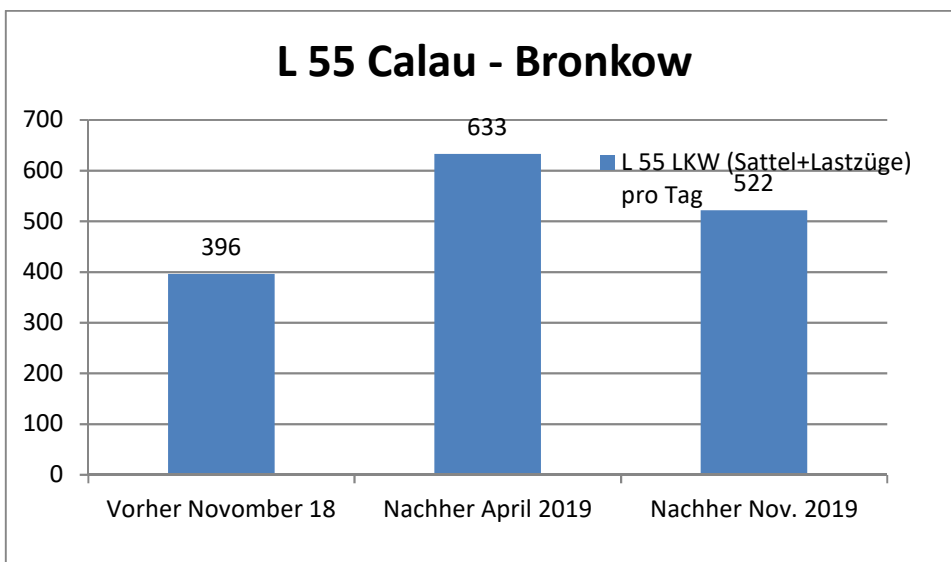 L 55 Calau - Bronkow
700
600
500
400
300
200
100
0
396
633
522
L 55 LKW (Sattel+Lastzüge)
pro Tag
Vorher Novomber 18
Nachher April 2019
Nachher Nov. 2019